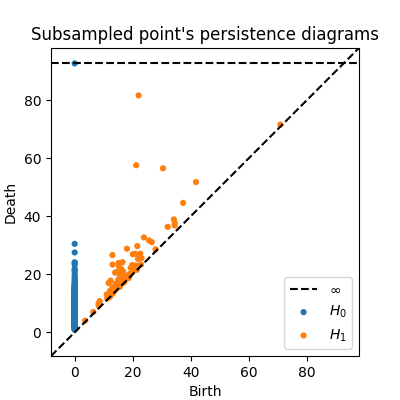 Subsampled point's persistence diagrams
Death
80
60
40
20
0
∞
H₀
H₁
0 20 40 60 80
Birth